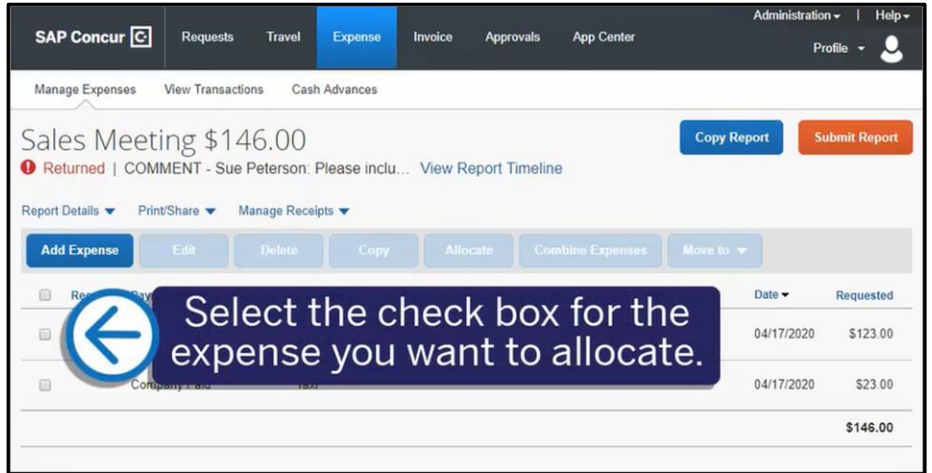 Administration | Help
SAP Concur C Requests Travel Expense Invoice Approvals App Center
Profile
Manage Expenses View Transactions Cash Advances
Sales Meeting $146.00
Copy Report Submit Report
Returned | COMMENT - Sue Peterson: Please inclu... View Report Timeline
Report Details Print/Share Manage Receipts
Add Expense Edit Delete Copy Allocate Combine Expenses Move to
Date Requested
Select the check box for the
expense you want to allocate.
04/17/2020 $123.00
04/17/2020 $23.00
$146.00